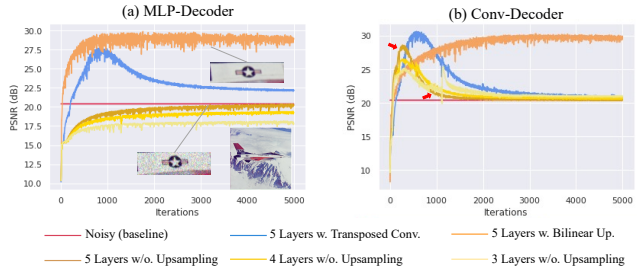 (a) MLP-Decoder
(b) Conv-Decoder
30.0
27.5
25.0
22.5
20.0
17.5
15.0
12.5
10.0
PSNR (dB)
0
1000
2000
3000
4000
5000
Iterations
30
25
20
15
10
PSNR (dB)
0
1000
2000
3000
4000
5000
Iterations
Noisy (baseline)
5 Layers w. Transposed Conv.
5 Layers w. Bilinear Up.
5 Layers w/o. Upsampling
4 Layers w/o. Upsampling
3 Layers w/o. Upsampling